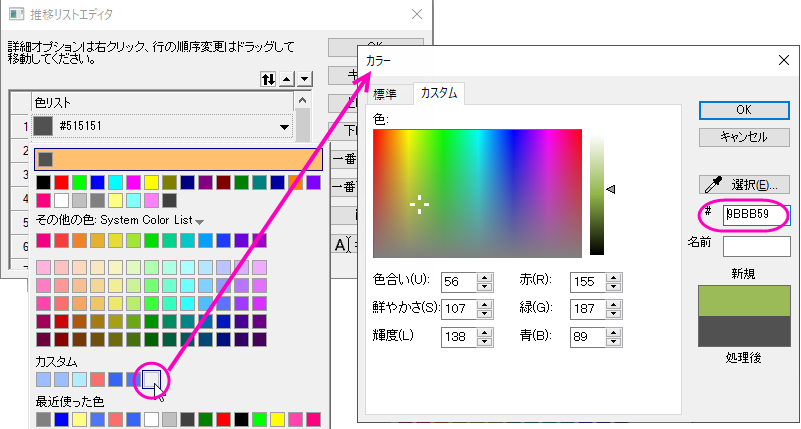 推移リストエディタ
詳細オプションは右クリック、行の順序変更はドラッグして
移動してください。
OK
色リスト
1
#515151
2
3
4
5
6
一番
一番
その他の色: System Color List
カスタム
最近使った色
カラー
標準
カスタム
色:
OK
キャンセル
選択(E)...
# 9BBB59
名前
新規
処理後
色合い(U): 56
赤(R): 155
鮮やかさ(S): 107
緑(G): 187
輝度(L) 138
青(B): 89